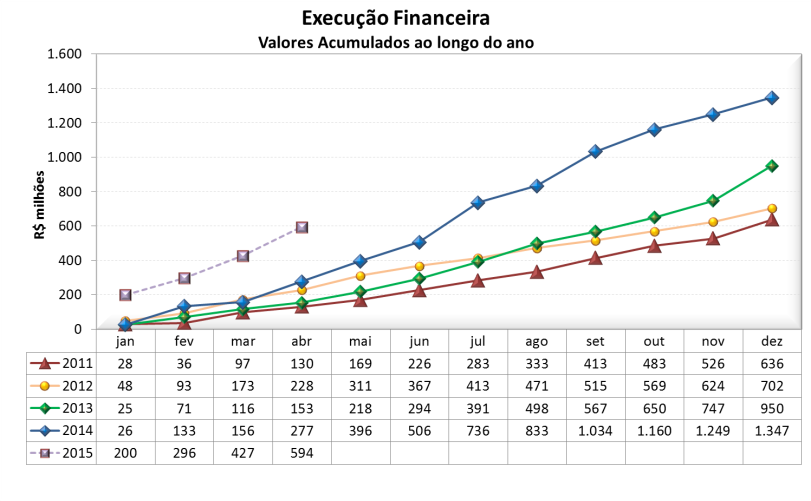 Execução Financeira
Valores Acumulados ao longo do ano
R$ milhões
1.600
1.400
1.200
1.000
800
600
400
200
0
jan fev mar abr mai jun jul ago set out nov dez
2011 28 36 97 130 169 226 283 333 413 483 526 636
2012 48 93 173 228 311 367 413 471 515 569 624 702
2013 25 71 116 153 218 294 391 498 567 650 747 950
2014 26 133 156 277 396 506 736 833 1.034 1.160 1.249 1.347
2015 200 296 427 594